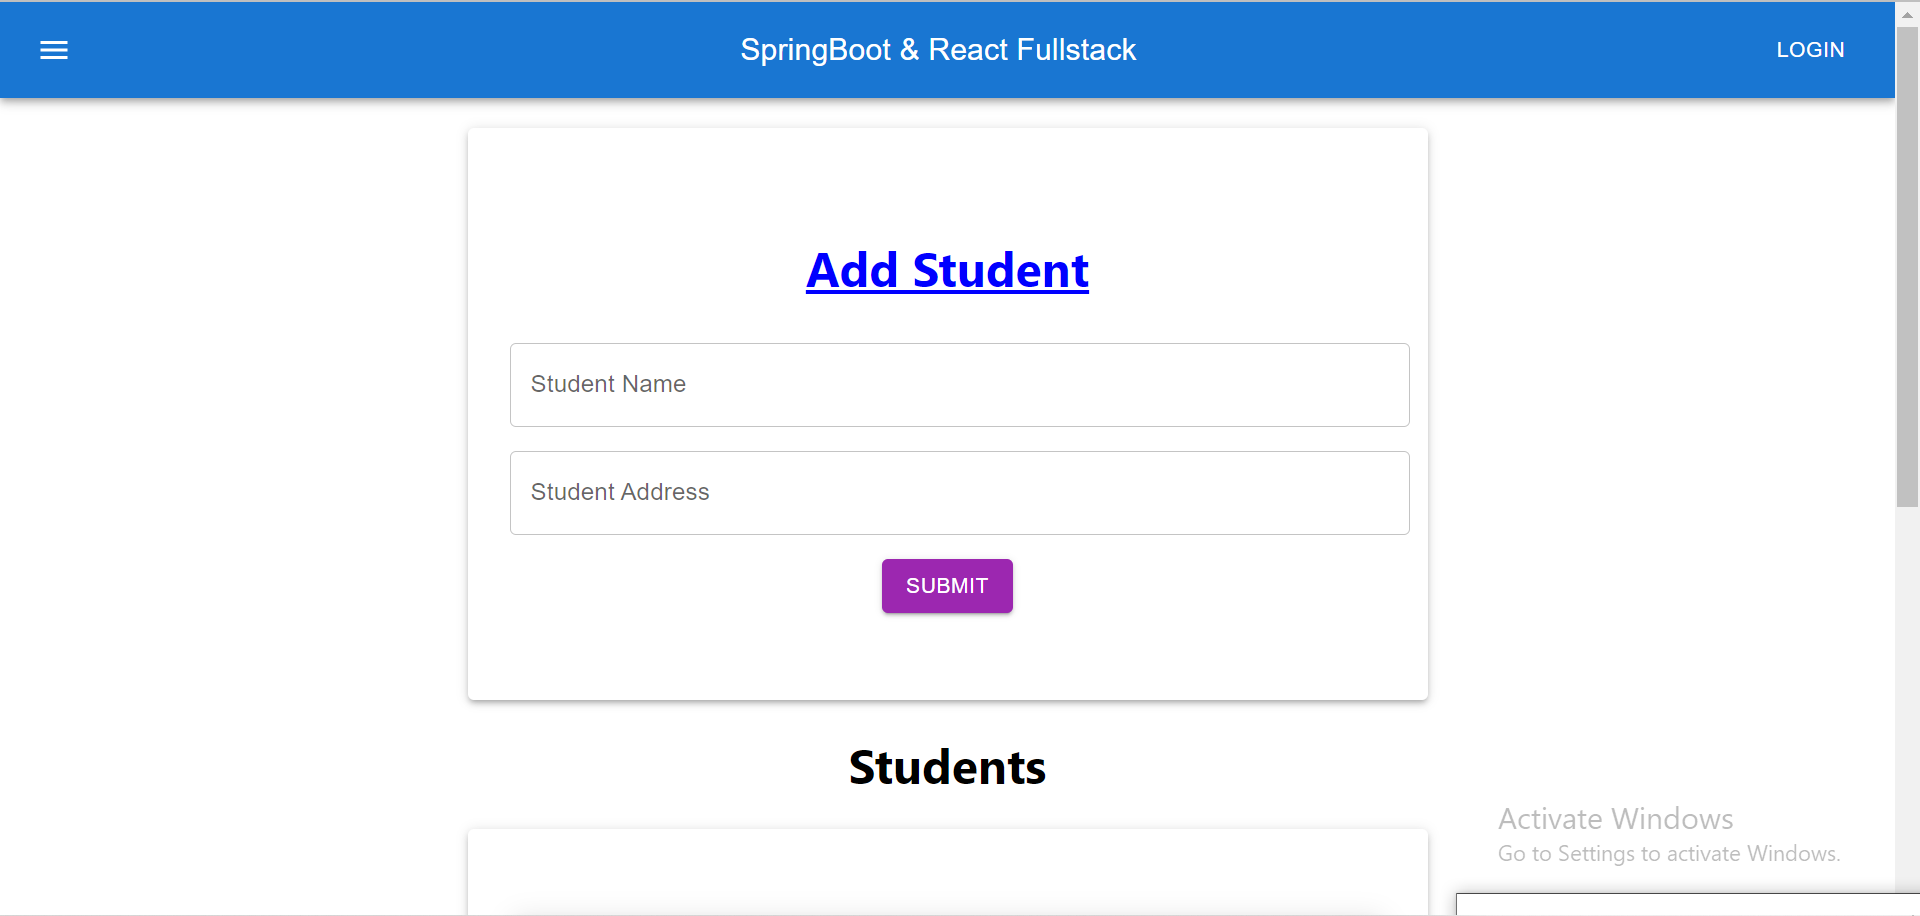 SpringBoot & React Fullstack
LOGIN
Add Student
Student Name
Student Address
SUBMIT
Students
Activate Windows
Go to Settings to activate Windows.